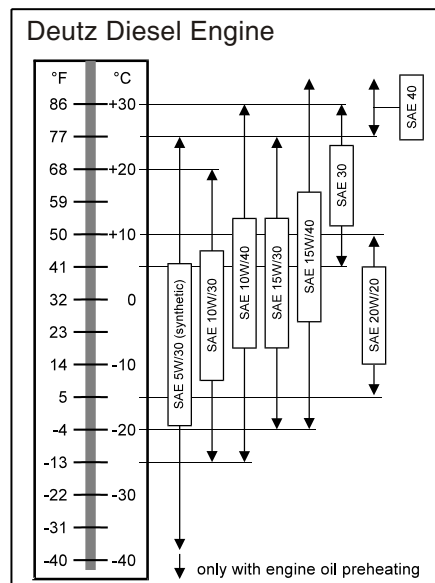 Deutz Diesel Engine
°F °C
86 +30
77
68 +20
59
50 +10
41
32 0
23
14 -10
5
-4 -20
-13
-22 -30
-31
-40 -40
SAE 5W/30 (synthetic)
SAE 10W/30
SAE 10W/40
SAE 15W/30
SAE 15W/40
SAE 30
SAE 20W/20
SAE 40
only with engine oil preheating